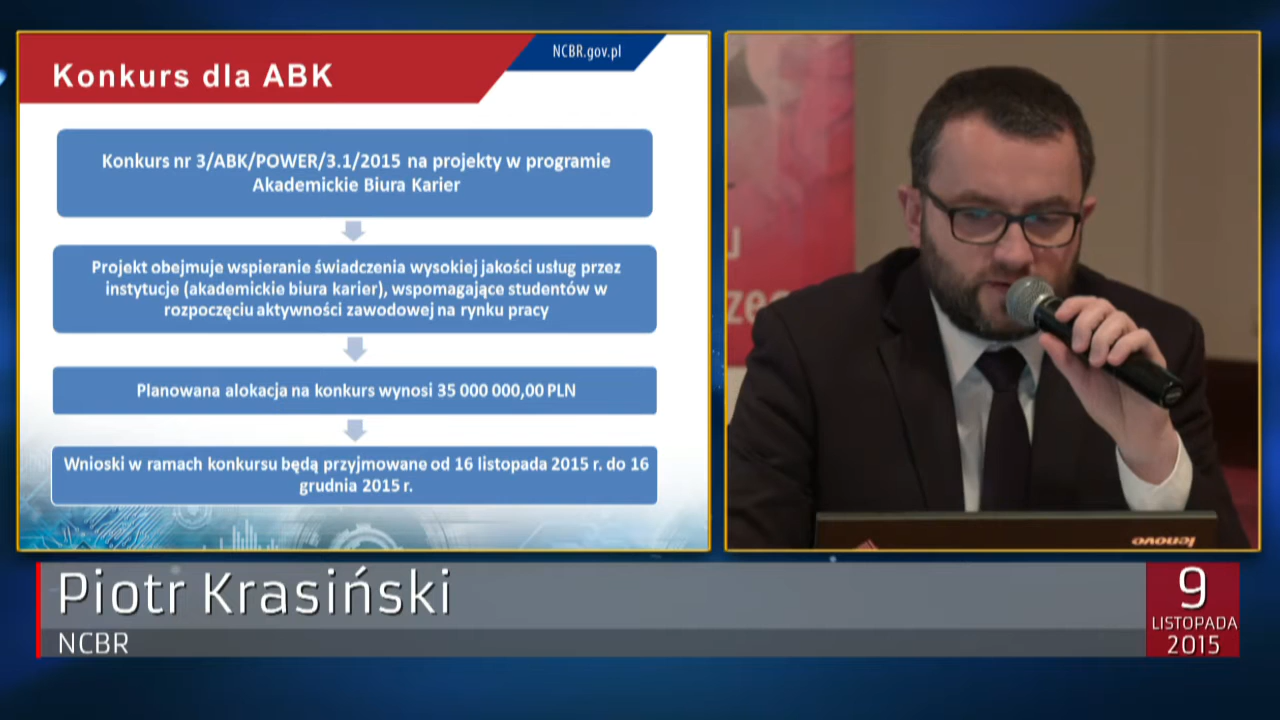 Konkurs dla ABK
NCBR.gov.pl
Konkurs nr 3/ABK/POWER/3.1/2015 na projekty w programie
Akademickie Biura Karier
Projekt obejmuje wspieranie świadczenia wysokiej jakości usług przez
instytucje (akademickie biura karier), wspomagające studentów w
rozpoczęciu aktywności zawodowej na rynku pracy
Planowana alokacja na konkurs wynosi 35 000 000,00 PLN
Wnioski w ramach konkursu będą przyjmowane od 16 listopada 2015 r. do 16
grudnia 2015 r.
lenovo
Piotr Krasiński
NCBR
9
LISTOPADA
2015